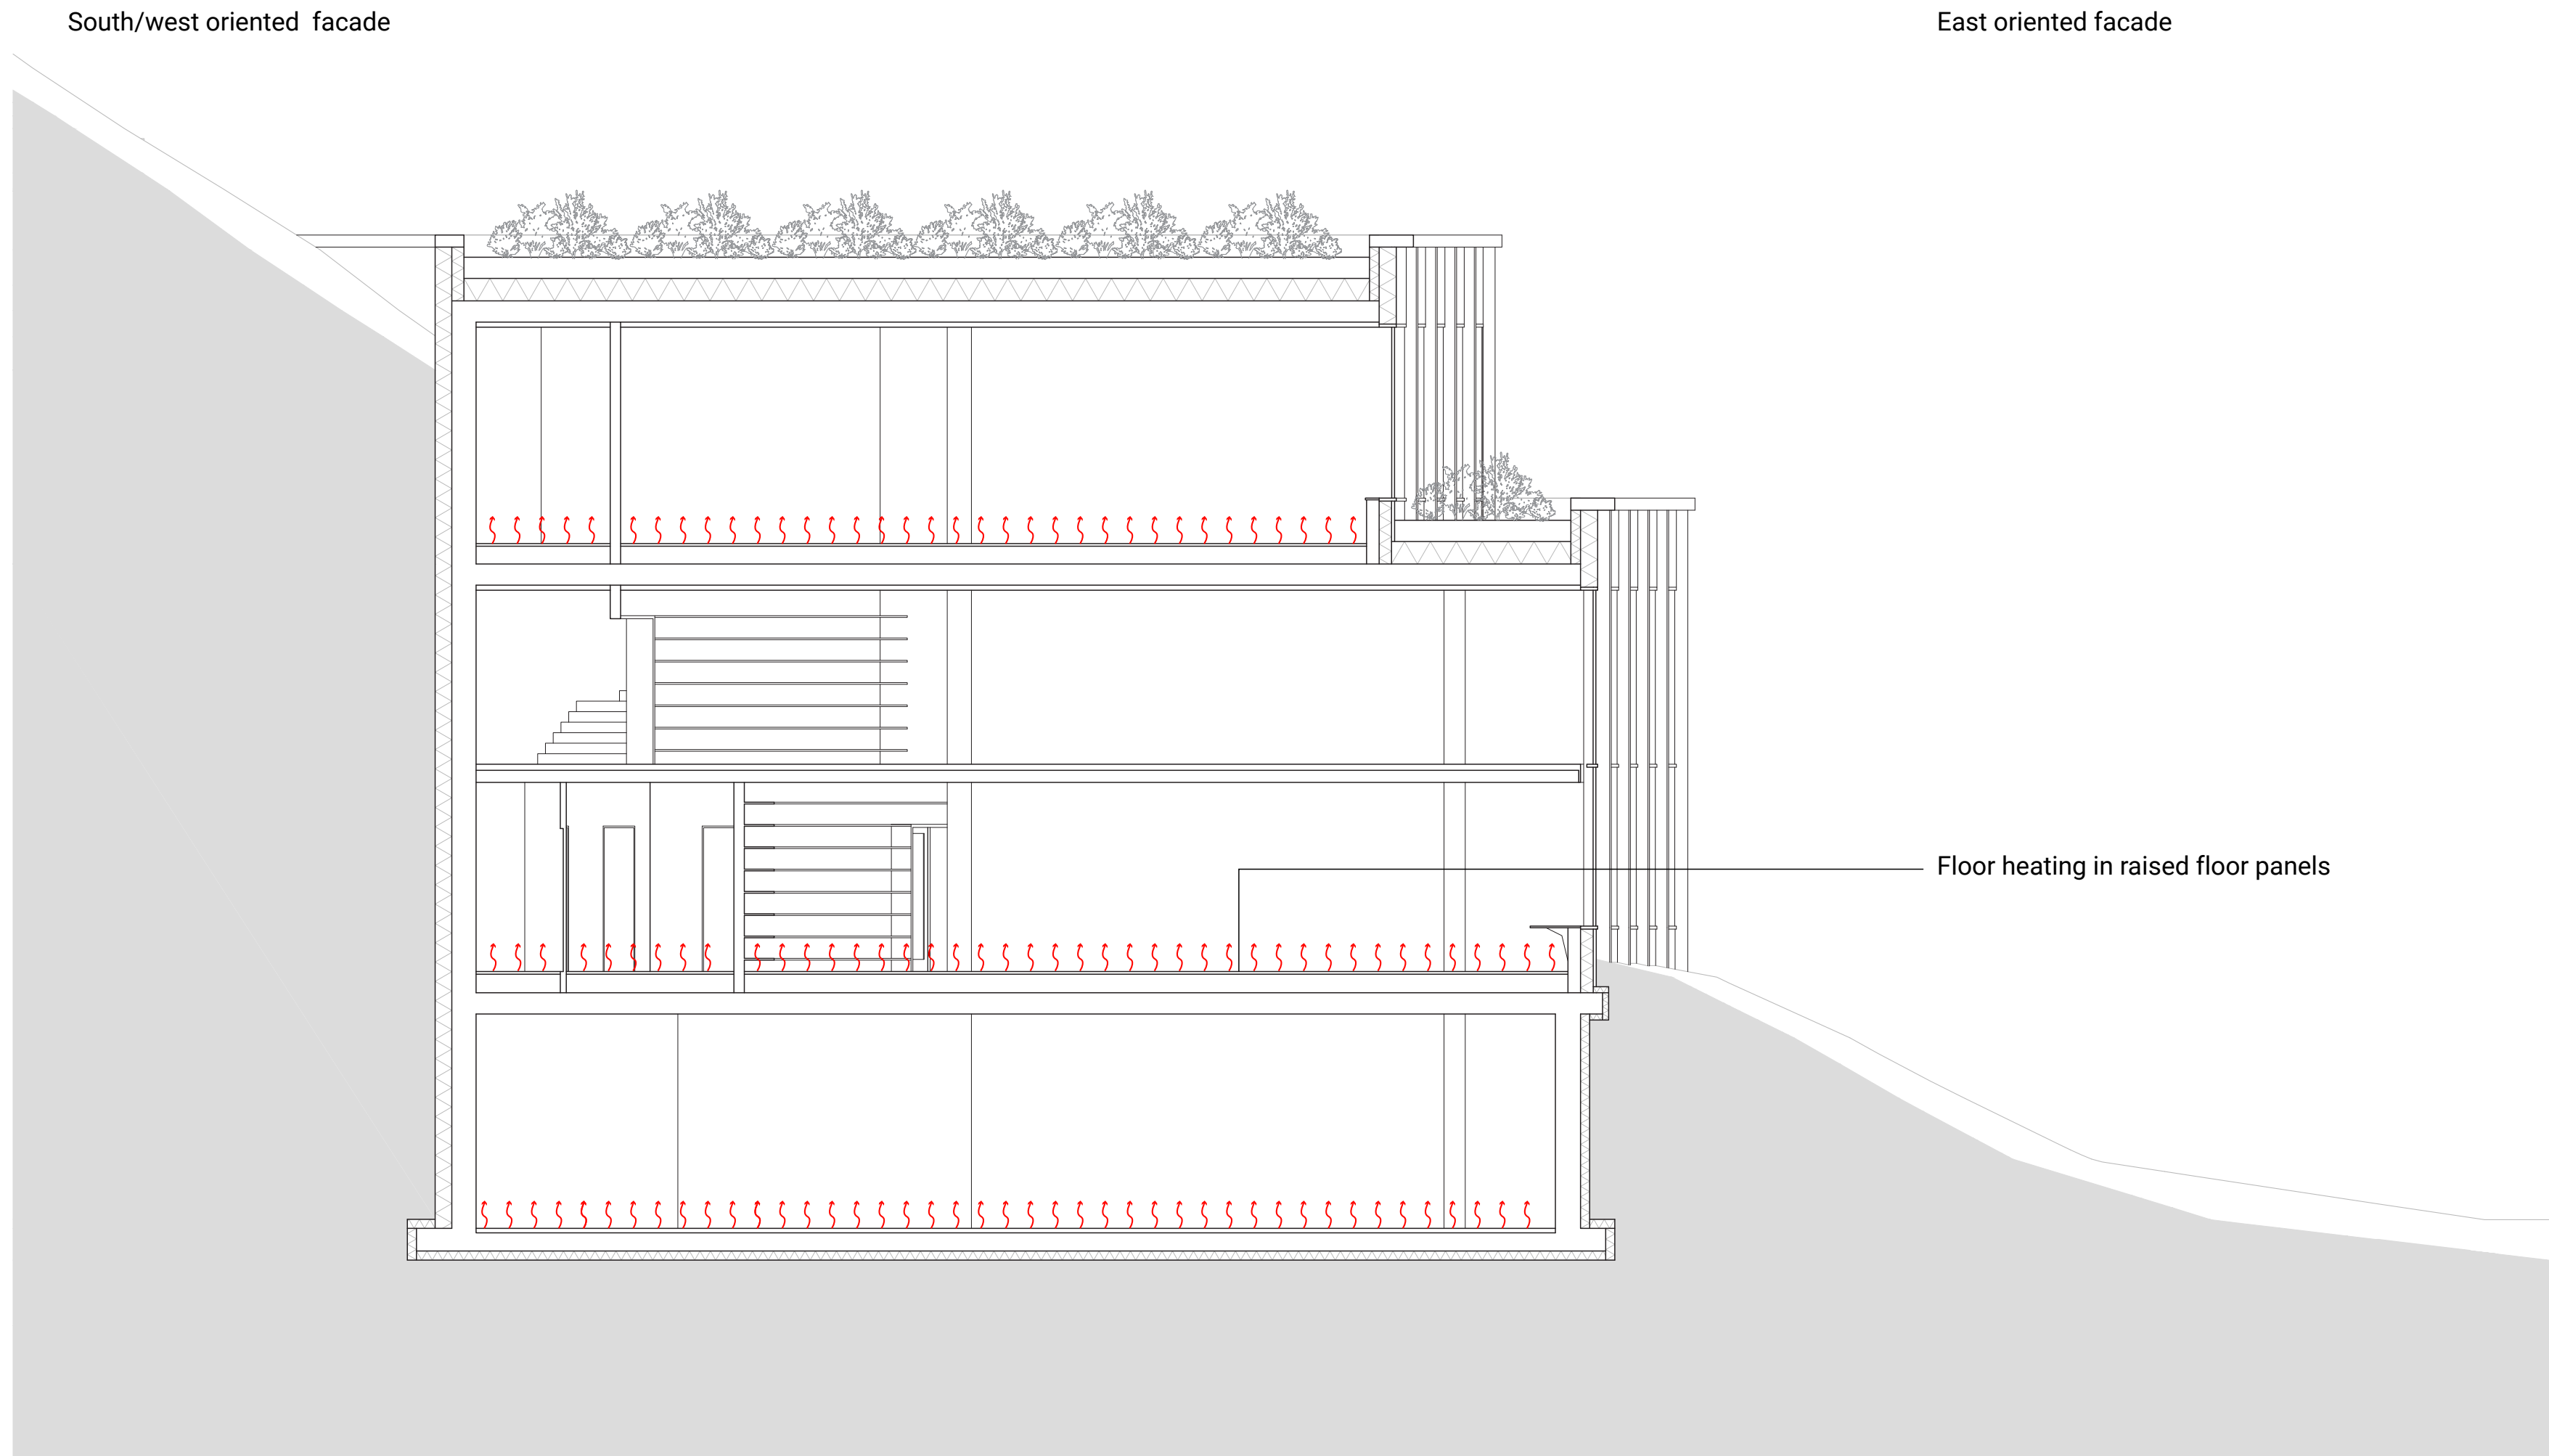 South/west oriented  facade
East oriented facade
Floor heating in raised floor panels